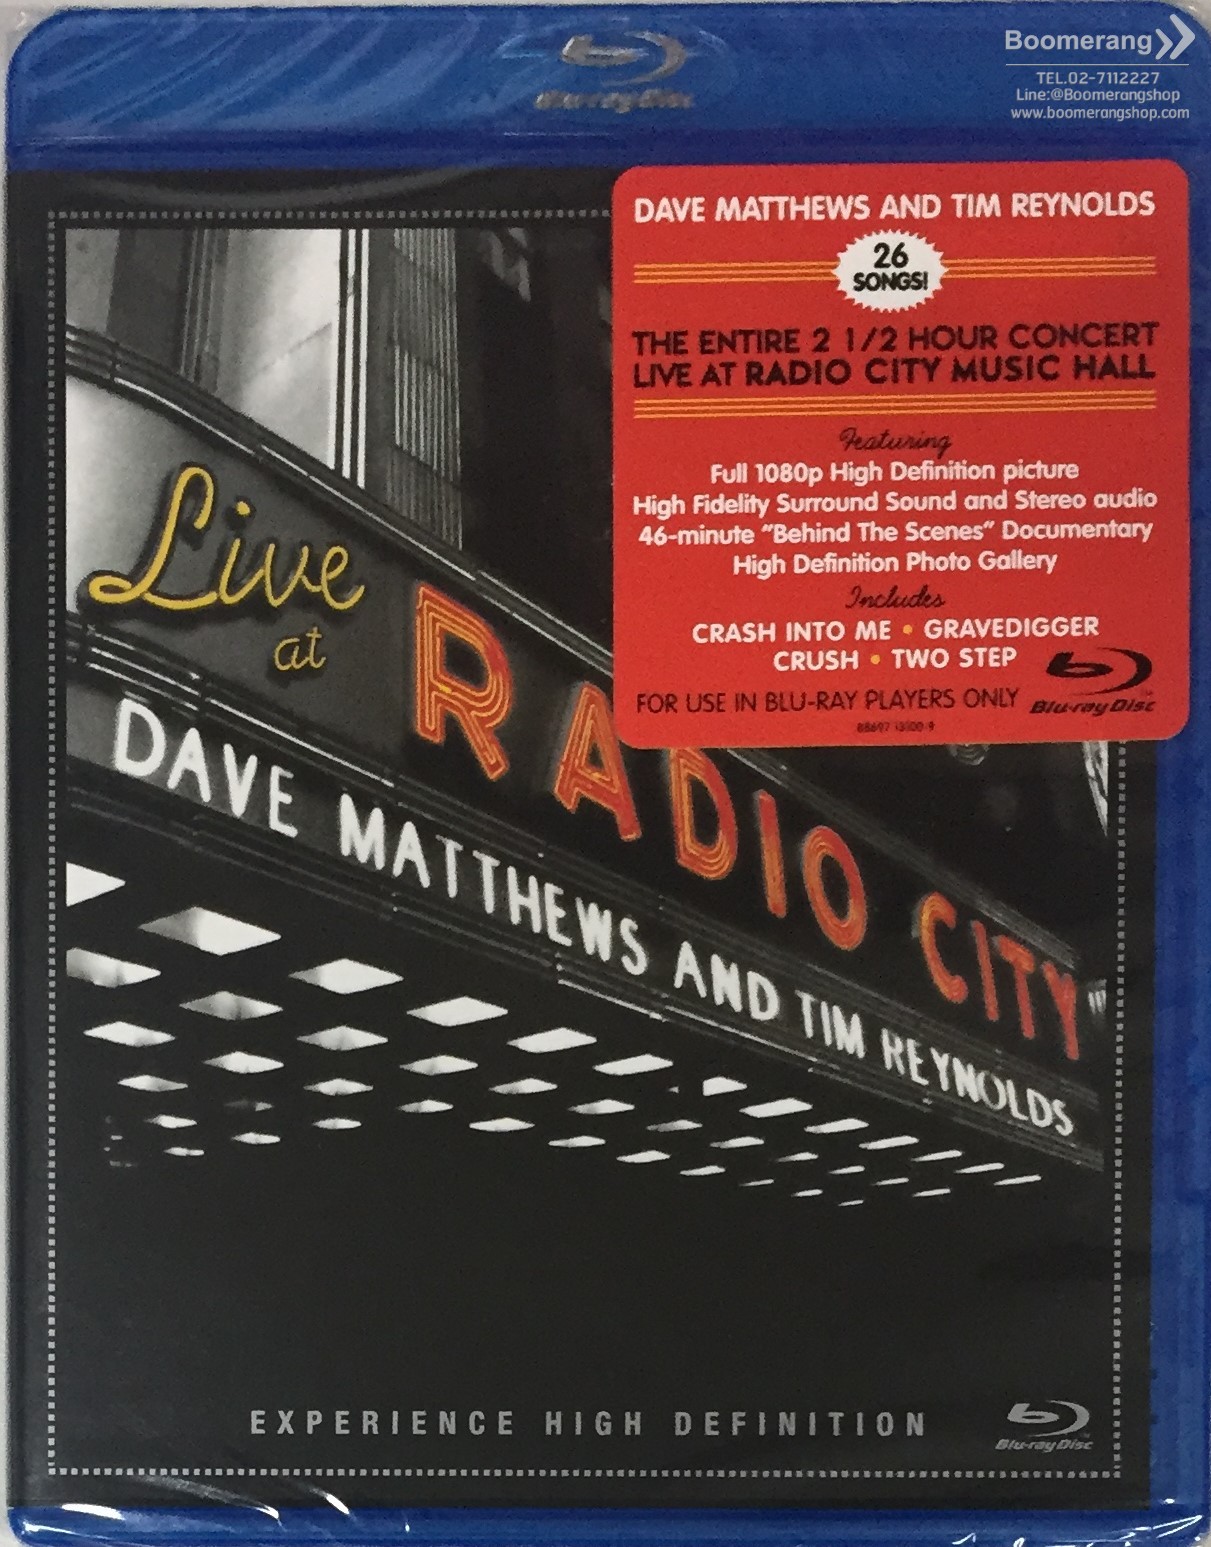 Boomerang
TEL.02-7112227
Line:@Boomerangshop
www.boomerangshop.com
Blu-ray Disc
DAVE MATTHEWS AND TIM REYNOLDS
26
SONGS!
THE ENTIRE 2 1/2 HOUR CONCERT
LIVE AT RADIO CITY MUSIC HALL
Featuring
Full 1080p High Definition picture
High Fidelity Surround Sound and Stereo audio
46-minute "Behind The Scenes" Documentary
High Definition Photo Gallery
Includes
CRASH INTO ME • GRAVEDIGGER
CRUSH • TWO STEP
FOR USE IN BLU-RAY PLAYERS ONLY
Blu-ray Disc
Live
at
RADIO CITY
DAVE MATTHEWS AND TIM REYNOLDS
EXPERIENCE HIGH DEFINITION
Blu-ray Disc